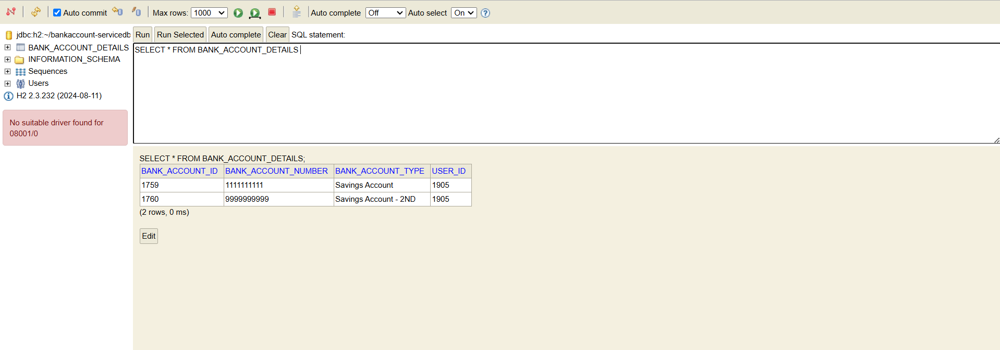 Auto commit Max rows: 1000 Auto complete Off Auto select On
jdbc:h2:~/bankaccount-servicedb
BANK_ACCOUNT_DETAILS
INFORMATION_SCHEMA
Sequences
Users
H2 2.3.232 (2024-08-11)
No suitable driver found for
08001/0
Run Run Selected Auto complete Clear SQL statement:
SELECT * FROM BANK_ACCOUNT_DETAILS
SELECT * FROM BANK_ACCOUNT_DETAILS;
BANK_ACCOUNT_ID BANK_ACCOUNT_NUMBER BANK_ACCOUNT_TYPE USER_ID
1759 1111111111 Savings Account 1905
1760 9999999999 Savings Account - 2ND 1905
(2 rows, 0 ms)
Edit